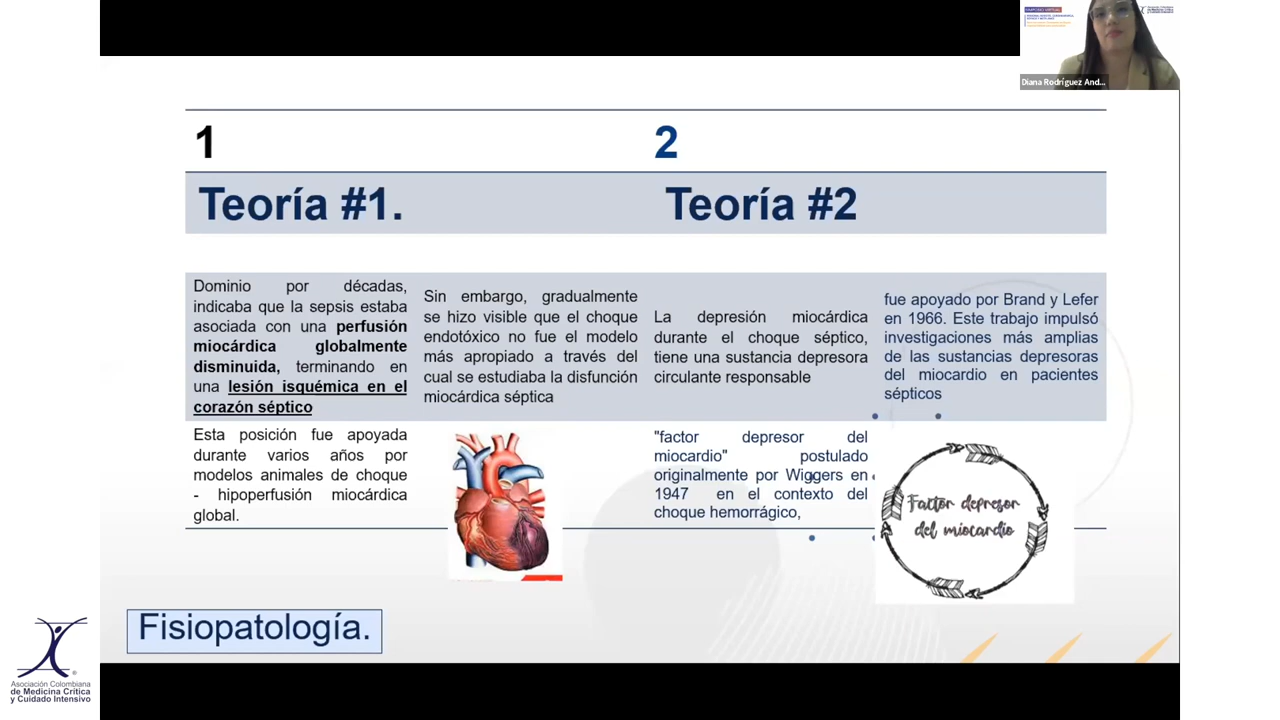 SIMPOSIO VIRTUAL
Diana Rodríguez And...
1
2
Teoría #1.
Teoría #2
Dominio por décadas,
indicaba que la sepsis estaba
asociada con una perfusión
miocárdica globalmente
disminuida, terminando en
una lesión isquémica en el
corazón séptico
Sin embargo, gradualmente
se hizo visible que el choque
endotóxico no fue el modelo
más apropiado a través del
cual se estudiaba la disfunción
miocárdica séptica
La depresión miocárdica
durante el choque séptico,
tiene una sustancia depresora
circulante responsable
fue apoyado por Brand y Lefer
en 1966. Este trabajo impulsó
investigaciones más amplias
de las sustancias depresoras
del miocardio en pacientes
sépticos
Esta posición fue apoyada
durante varios años por
modelos animales de choque
- hipoperfusión miocárdica
global.
"factor depresor del
miocardio" postulado
originalmente por Wiggers en
1947 en el contexto del
choque hemorrágico,
Factor depresor
del miocardio
Fisiopatología.
Asociación Colombiana
de Medicina Crítica
y Cuidado Intensivo